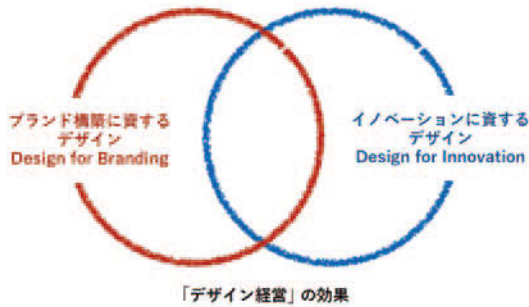 ブランド構築に資する
デザイン
Design for Branding
イノベーションに資する
デザイン
Design for Innovation
「デザイン経営」の効果